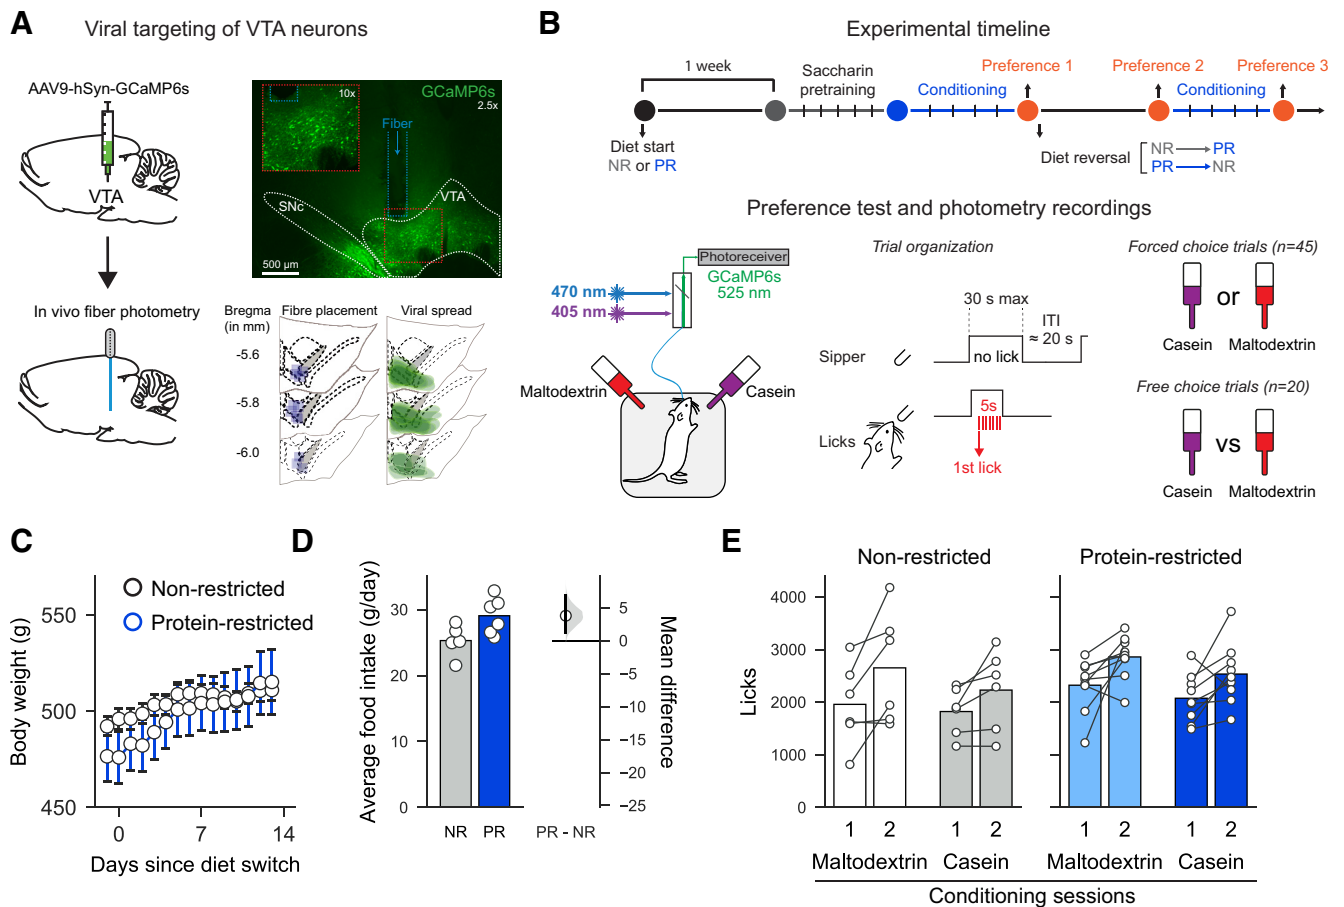 A
Viral targeting of VTA neurons
AAV9-hSyn-GCaMP6s
VTA
In vivo fiber photometry
10x
GCaMP6s
2.5x
Fiber
SNc
VTA
500 µm
Bregma
(in mm)
Fibre placement
Viral spread
-5.6
-5.8
-6.0
B
Experimental timeline
1 week
Saccharin
pretraining
Conditioning
Preference 1
Preference 2
Conditioning
Preference 3
Diet start
NR or PR
Diet reversal
NR PR
PR NR
Preference test and photometry recordings
Photoreceiver
GCaMP6s
525 nm
470 nm
405 nm
Maltodextrin
Casein
Trial organization
30 s max
ITI
≈ 20 s
Sipper
no lick
5s
Licks
1st lick
Forced choice trials (n=45)
or
Casein
Maltodextrin
Free choice trials (n=20)
vs
Casein
Maltodextrin
C
Non-restricted
Protein-restricted
Body weight (g)
550
500
450
0
7
14
Days since diet switch
D
Average food intake (g/day)
30
20
10
0
NR
PR
PR - NR
5
0
−5
−10
−15
−20
−25
Mean difference
E
Non-restricted
Protein-restricted
Licks
4000
3000
2000
1000
0
1 2 1 2 1 2 1 2
Maltodextrin Casein Maltodextrin Casein
Conditioning sessions